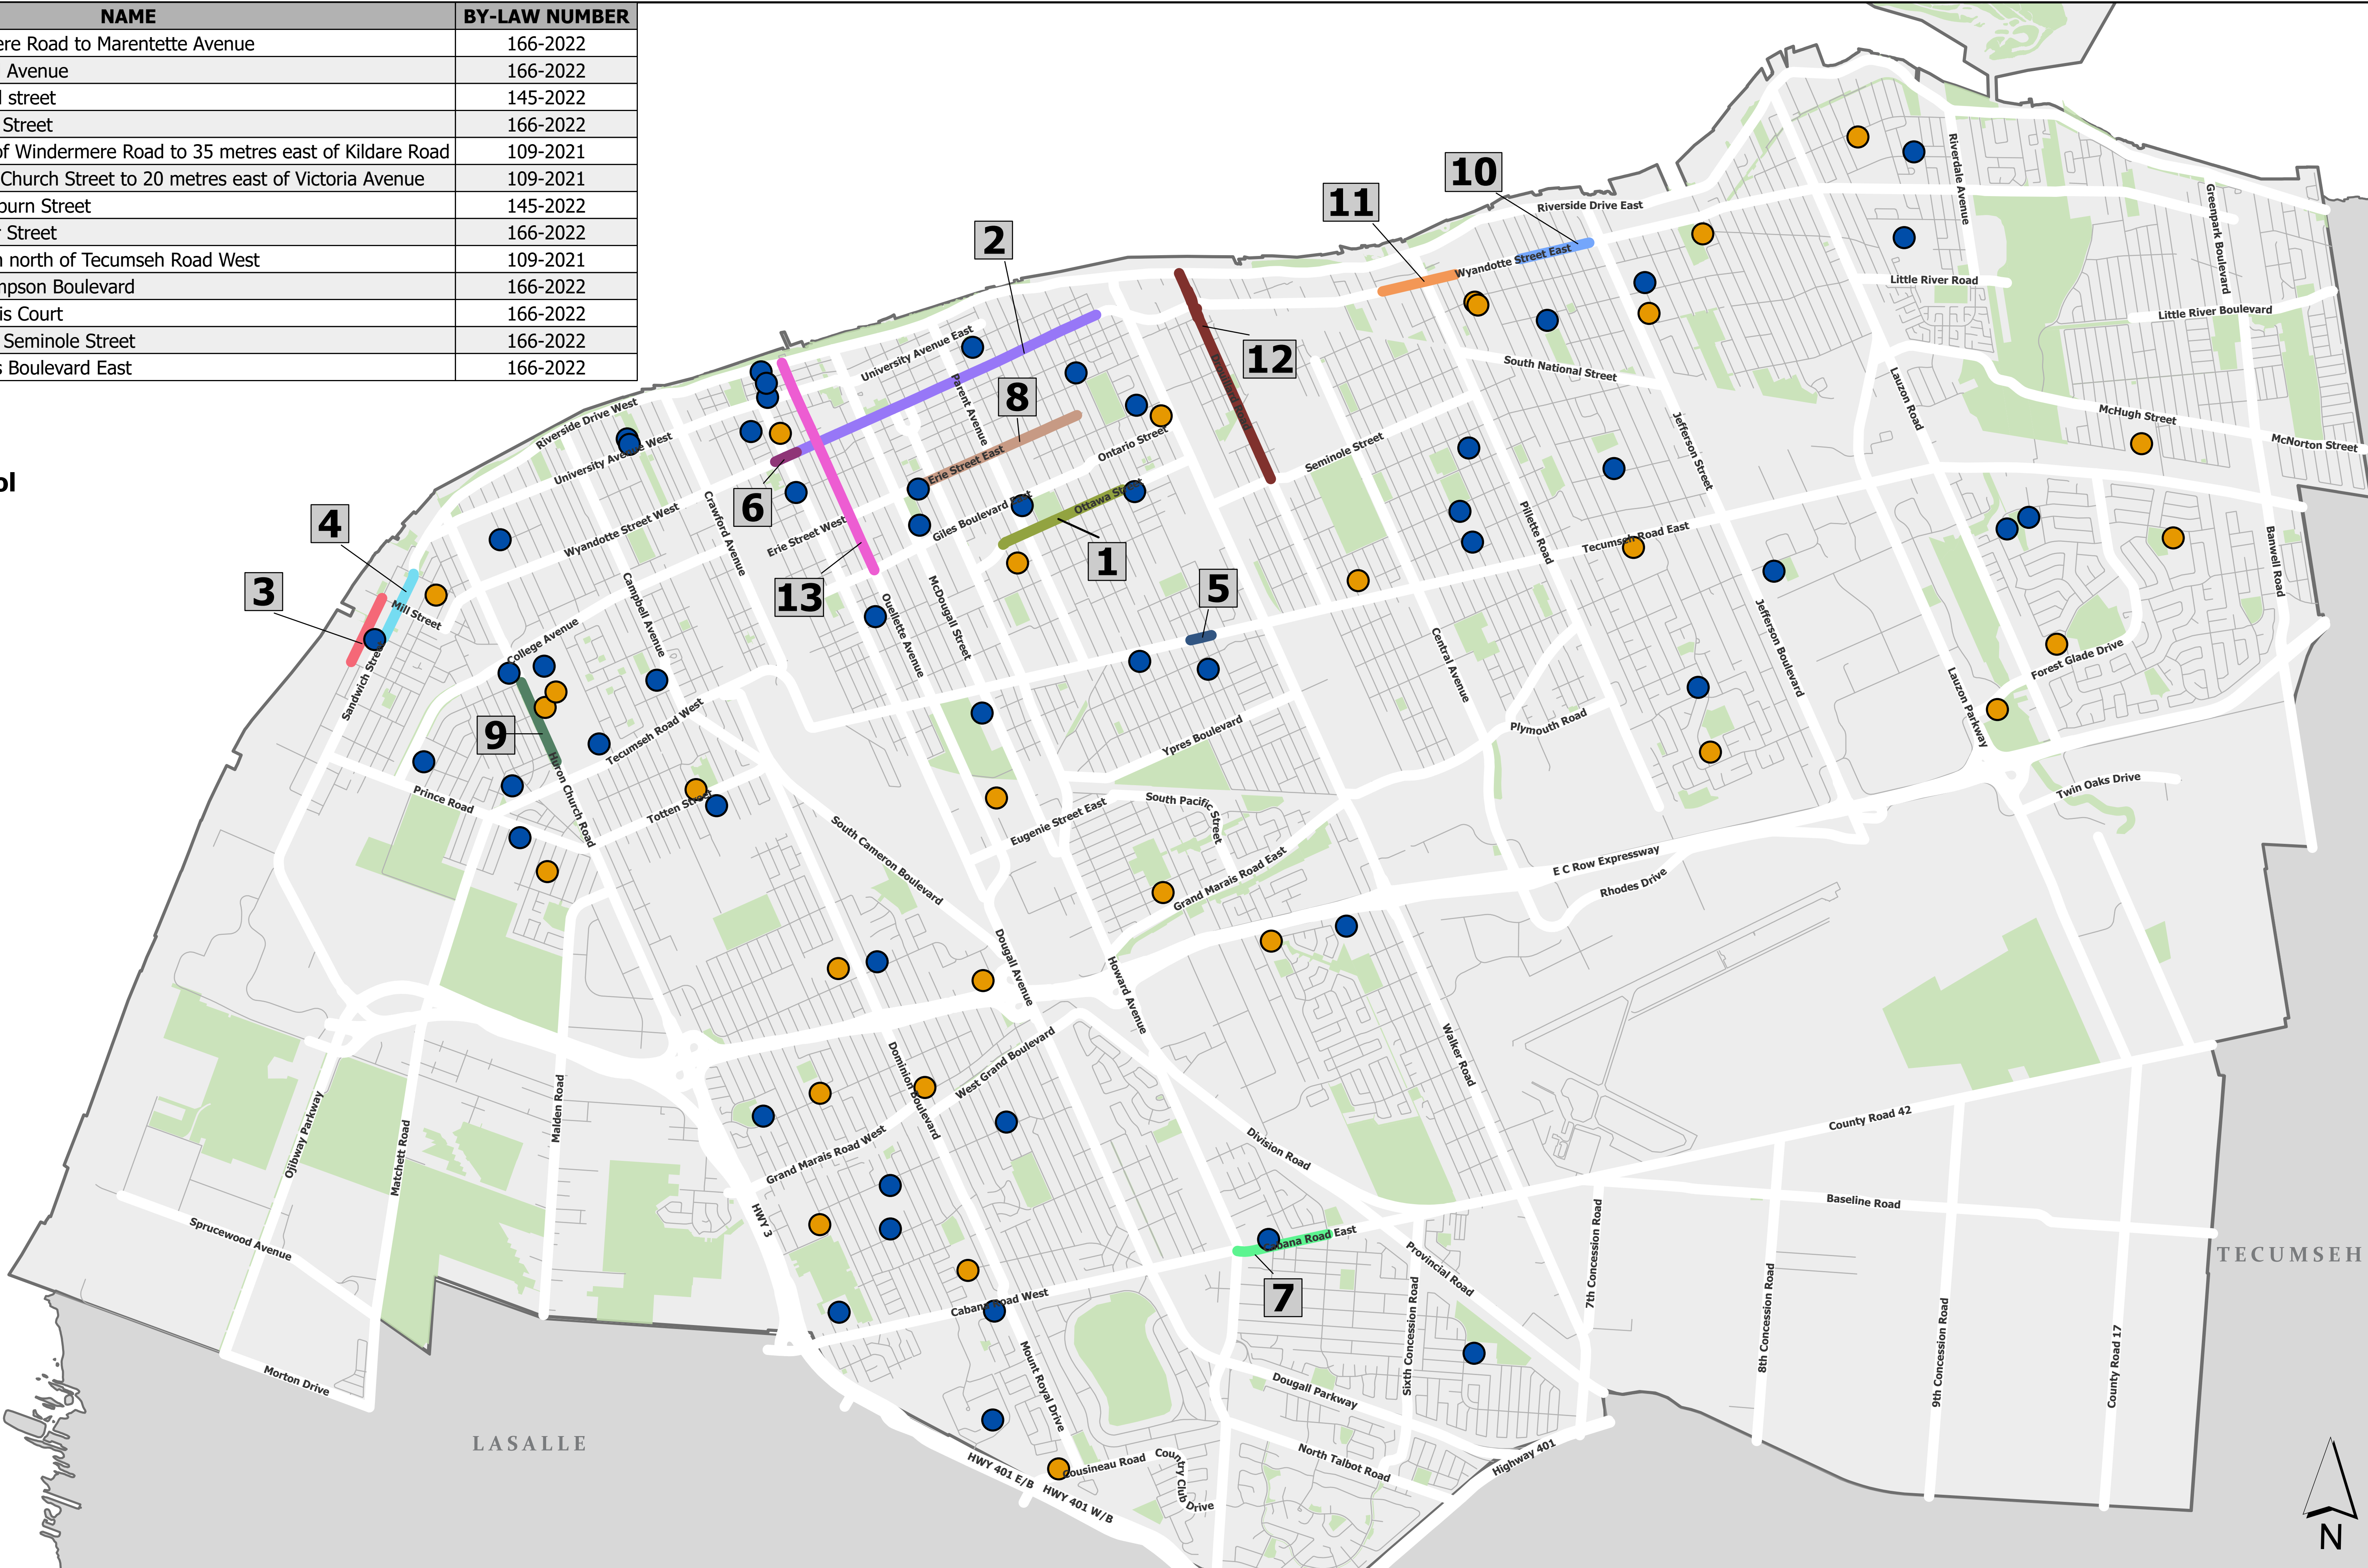 NAME BY-LAW NUMBER
ere Road to Marentette Avenue 166-2022
Avenue 166-2022
street 145-2022
Street 166-2022
of Windermere Road to 35 metres east of Kildare Road 109-2021
Church Street to 20 metres east of Victoria Avenue 109-2021
burn Street 145-2022
r Street 166-2022
north of Tecumseh Road West 109-2021
mpson Boulevard 166-2022
is Court 166-2022
Seminole Street 166-2022
s Boulevard East 166-2022
ol
10
11
2
12
8
6
4
3
13
1
5
9
7
Riverside Drive East
Wyandotte Street East
Riverdale Avenue
Greenpark Boulevard
Little River Road
Little River Boulevard
South National Street
Lauzon Road
McHugh Street
McNorton Street
Banwell Road
University Avenue East
Parent Avenue
Riverside Drive West
University Avenue West
Erie Street East
Ontario Street
Seminole Street
Jefferson Street
Ottawa Street
Giles Boulevard East
Erie Street West
Wyandotte Street West
Crawford Avenue
Pillette Road
Tecumseh Road East
Mill Street
College Avenue
Campbell Avenue
Ouellette Avenue
McDougall Street
Central Avenue
Jefferson Boulevard
Forest Glade Drive
Lauzon Parkway
Sandwich Street
Tecumseh Road West
Huron Church Road
Ypres Boulevard
Plymouth Road
Twin Oaks Drive
Prince Road
Totten Street
South Pacific Street
Eugenie Street East
South Cameron Boulevard
Grand Marais Road East
E C Row Expressway
Rhodes Drive
Dougall Avenue
Howard Avenue
Walker Road
Dominion Boulevard
West Grand Boulevard
Ojibway Parkway
Matchett Road
Malden Road
Grand Marais Road West
Division Road
County Road 42
Baseline Road
Sprucewood Avenue
HWY 3
Cabana Road East
Provincial Road
7th Concession Road
TECUMSEH
Cabana Road West
Sixth Concession Road
8th Concession Road
9th Concession Road
County Road 17
Morton Drive
Mount Royal Drive
Dougall Parkway
LASALLE
HWY 401 E/B
HWY 401 W/B
Cousineau Road
Country Club Drive
North Talbot Road
Highway 401
N